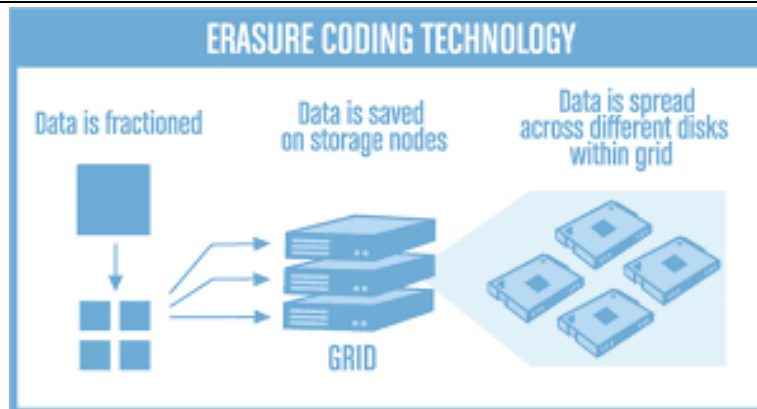 ERASURE CODING TECHNOLOGY
Data is fractioned
Data is saved
on storage nodes
Data is spread
across different disks
within grid
GRID